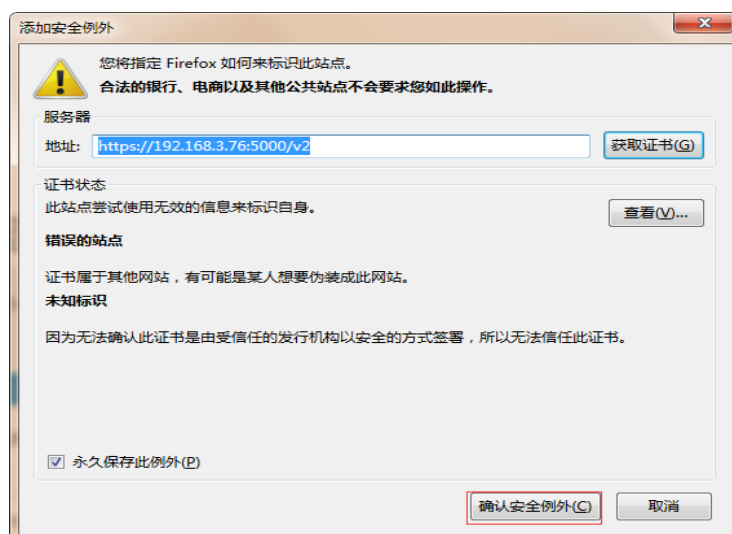 添加安全例外
您将指定 Firefox 如何来标识此站点。
合法的银行、电商以及其他公共站点不会要求您如此操作。
服务器
地址: https://192.168.3.76:5000/v2 获取证书(G)
证书状态
此站点尝试使用无效的信息来标识自身。 查看(V)...
错误的站点
证书属于其他网站，有可能是某人想要伪装成此网站。
未知标识
因为无法确认此证书是由受信任的发行机构以安全的方式签署，所以无法信任此证书。
永久保存此例外(P)
确认安全例外(C) 取消